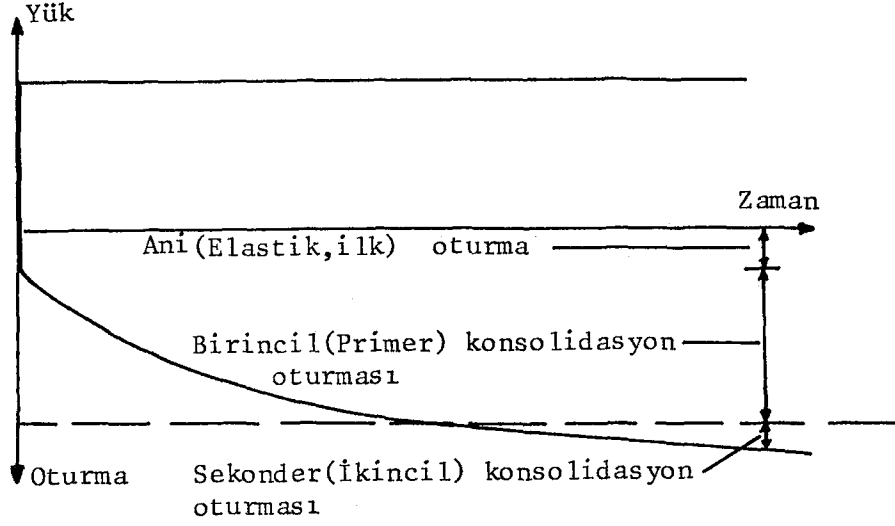 Yük
Zaman
Ani(Elastik,ilk) oturma
Birincil(Primer) konsolidasyon
oturması
Oturma
Sekonder(İkincil) konsolidasyon
oturması